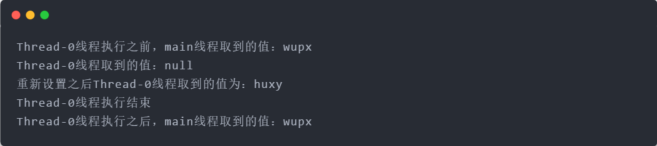 Thread-0线程执行之前，main线程取到的值：wupx
Thread-0线程取到的值：null
重新设置之后Thread-0线程取到的值为：huxy
Thread-0线程执行结束
Thread-0线程执行之后，main线程取到的值：wupx